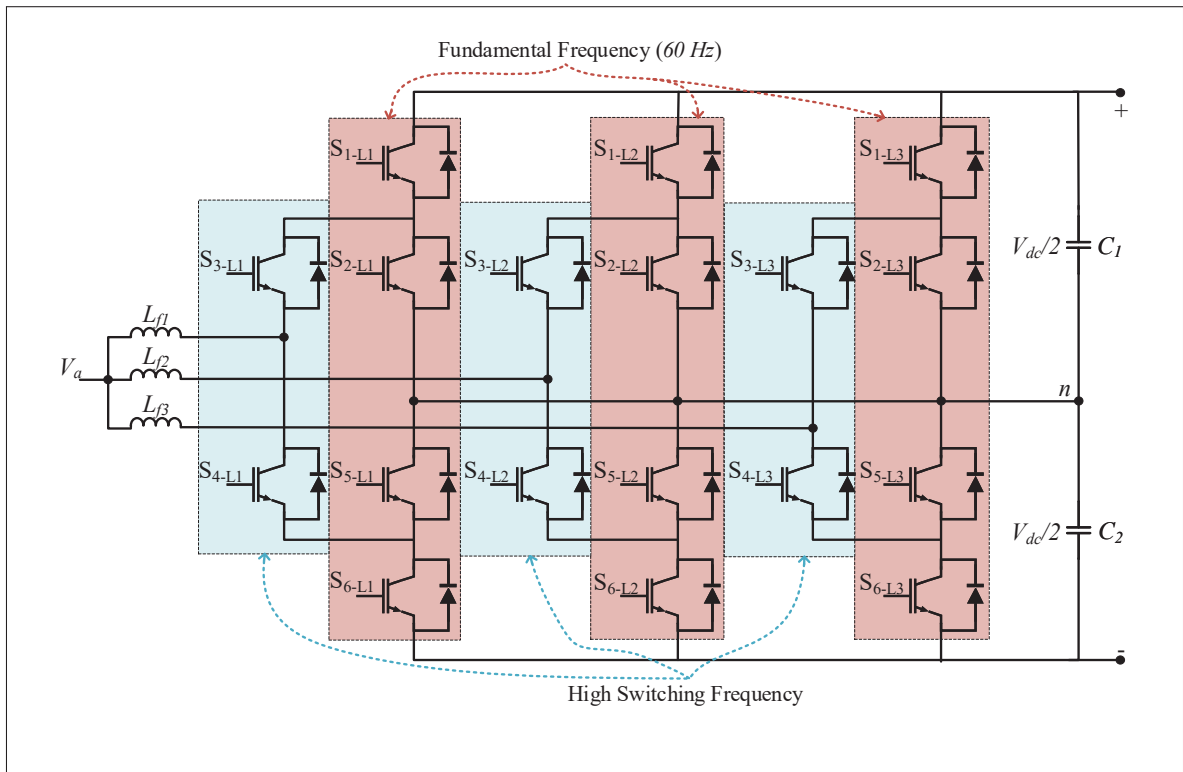 Fundamental Frequency (60 Hz)
+
S1-L1
S1-L2
S1-L3
S3-L1
S2-L1
S3-L2
S2-L2
S3-L3
S2-L3
Vdc/2
C1
Lf1
Va
Lf2
Lf3
n
S4-L1
S5-L1
S4-L2
S5-L2
S4-L3
S5-L3
Vdc/2
C2
S6-L1
S6-L2
S6-L3
-
High Switching Frequency